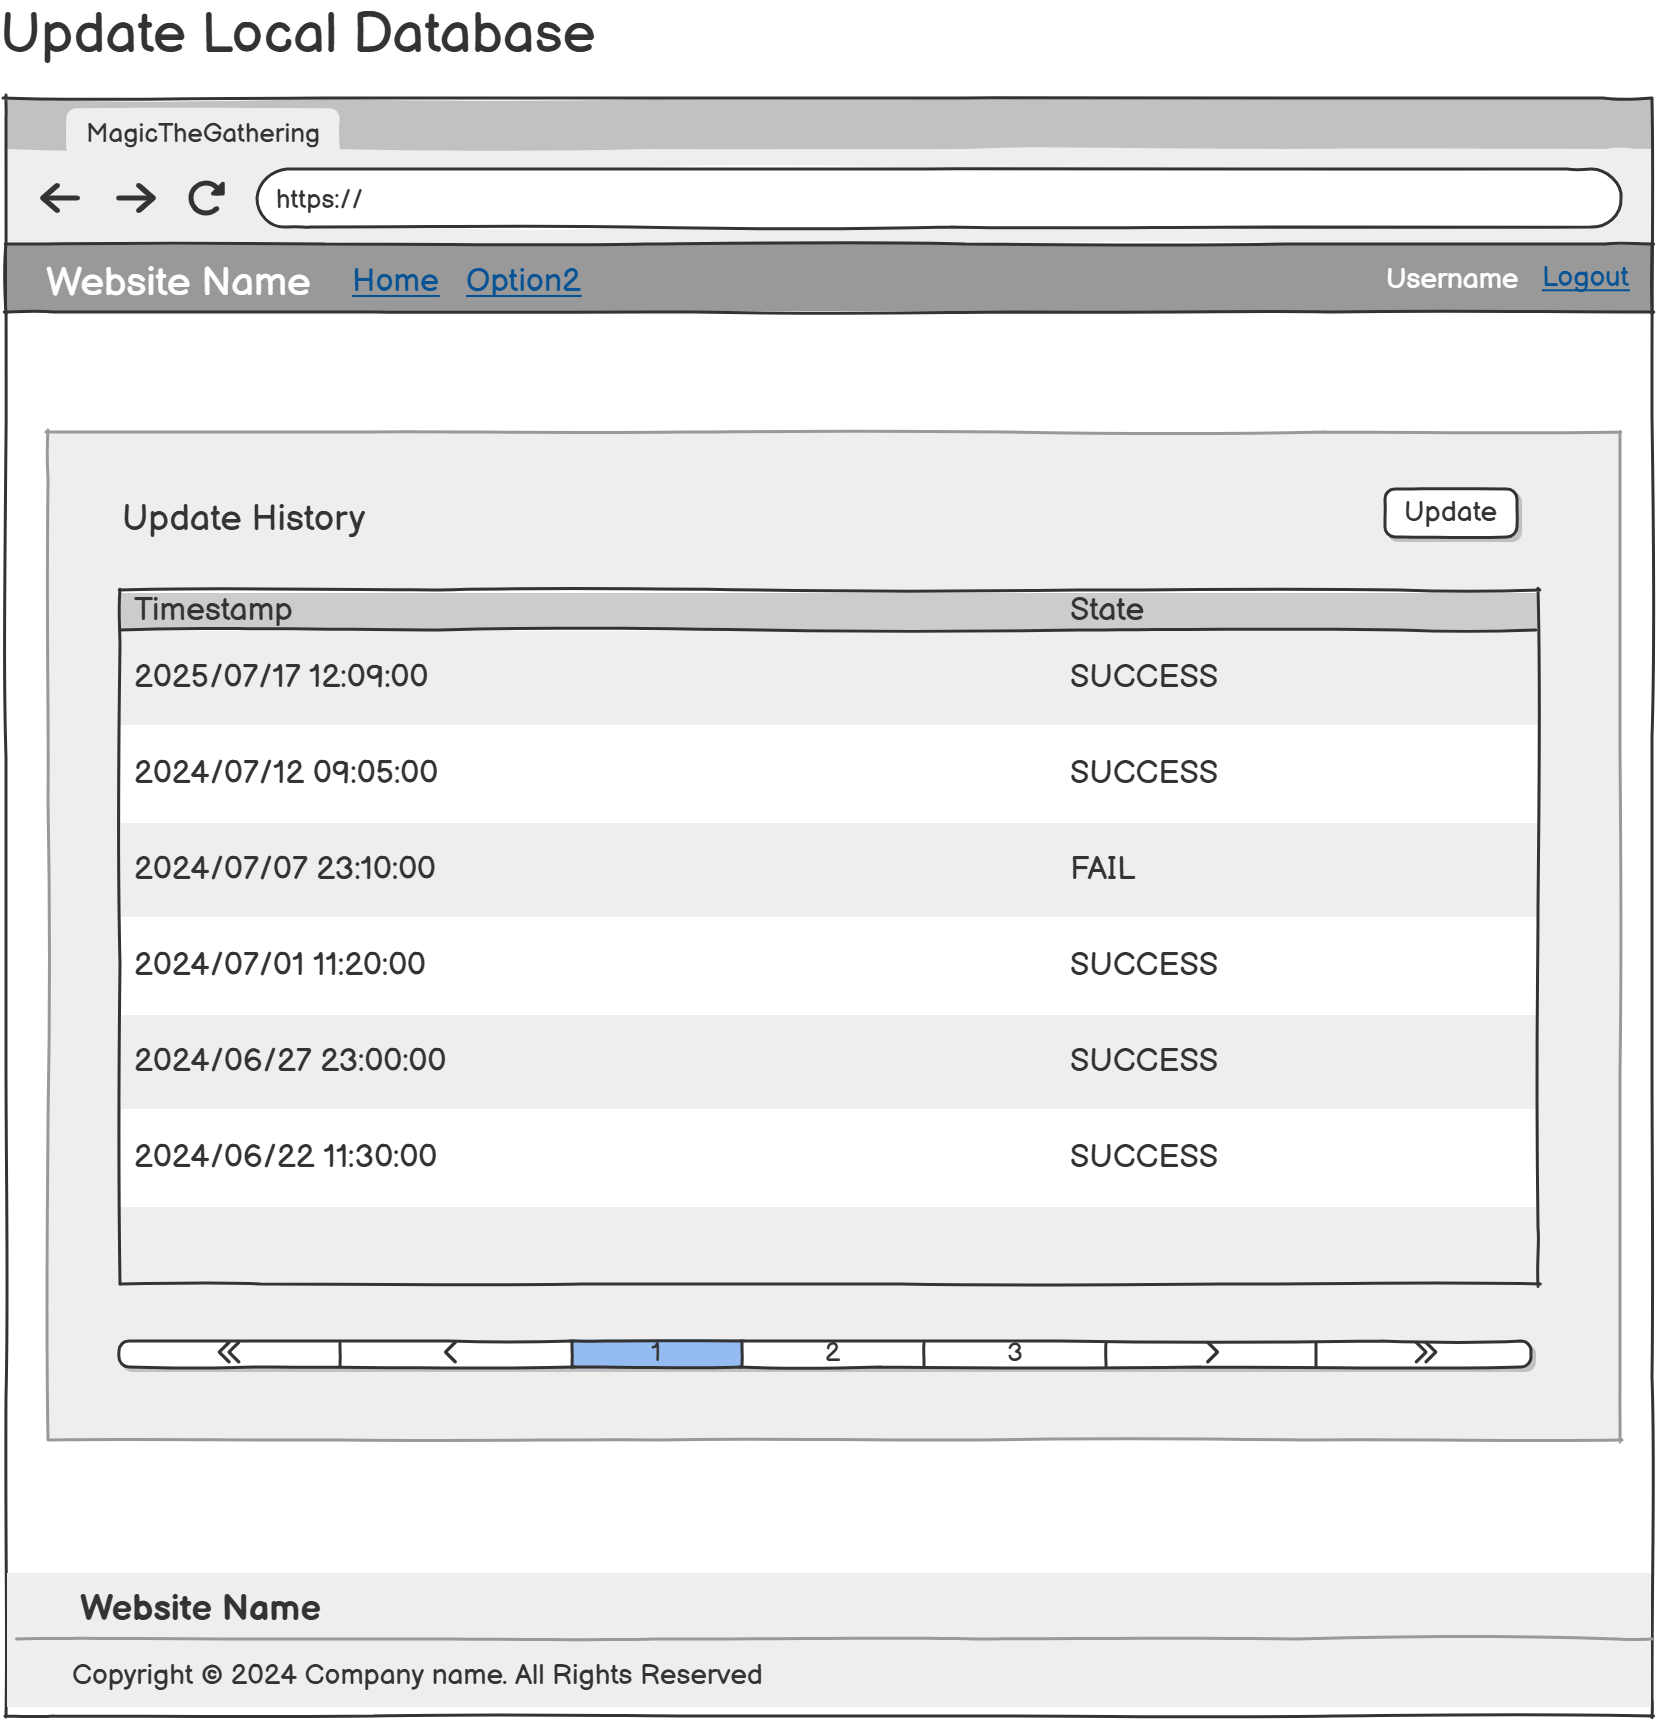 Update Local Database
MagicTheGathering
https://
Website Name Home Option2 Username Logout
Update History Update
Timestamp State
2025/07/17 12:09:00 SUCCESS
2024/07/12 09:05:00 SUCCESS
2024/07/07 23:10:00 FAIL
2024/07/01 11:20:00 SUCCESS
2024/06/27 23:00:00 SUCCESS
2024/06/22 11:30:00 SUCCESS
1 2 3
Website Name
Copyright © 2024 Company name. All Rights Reserved